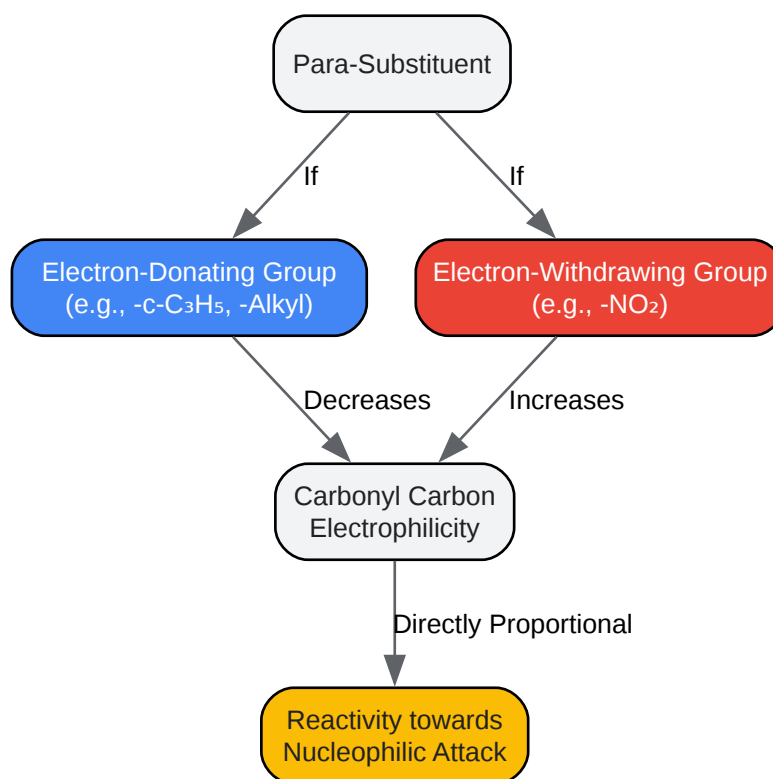 Para-Substituent
If
If
Electron-Donating Group
(e.g., -c-C₃H₅, -Alkyl)
Electron-Withdrawing Group
(e.g., -NO₂)
Decreases
Increases
Carbonyl Carbon
Electrophilicity
Directly Proportional
Reactivity towards
Nucleophilic Attack